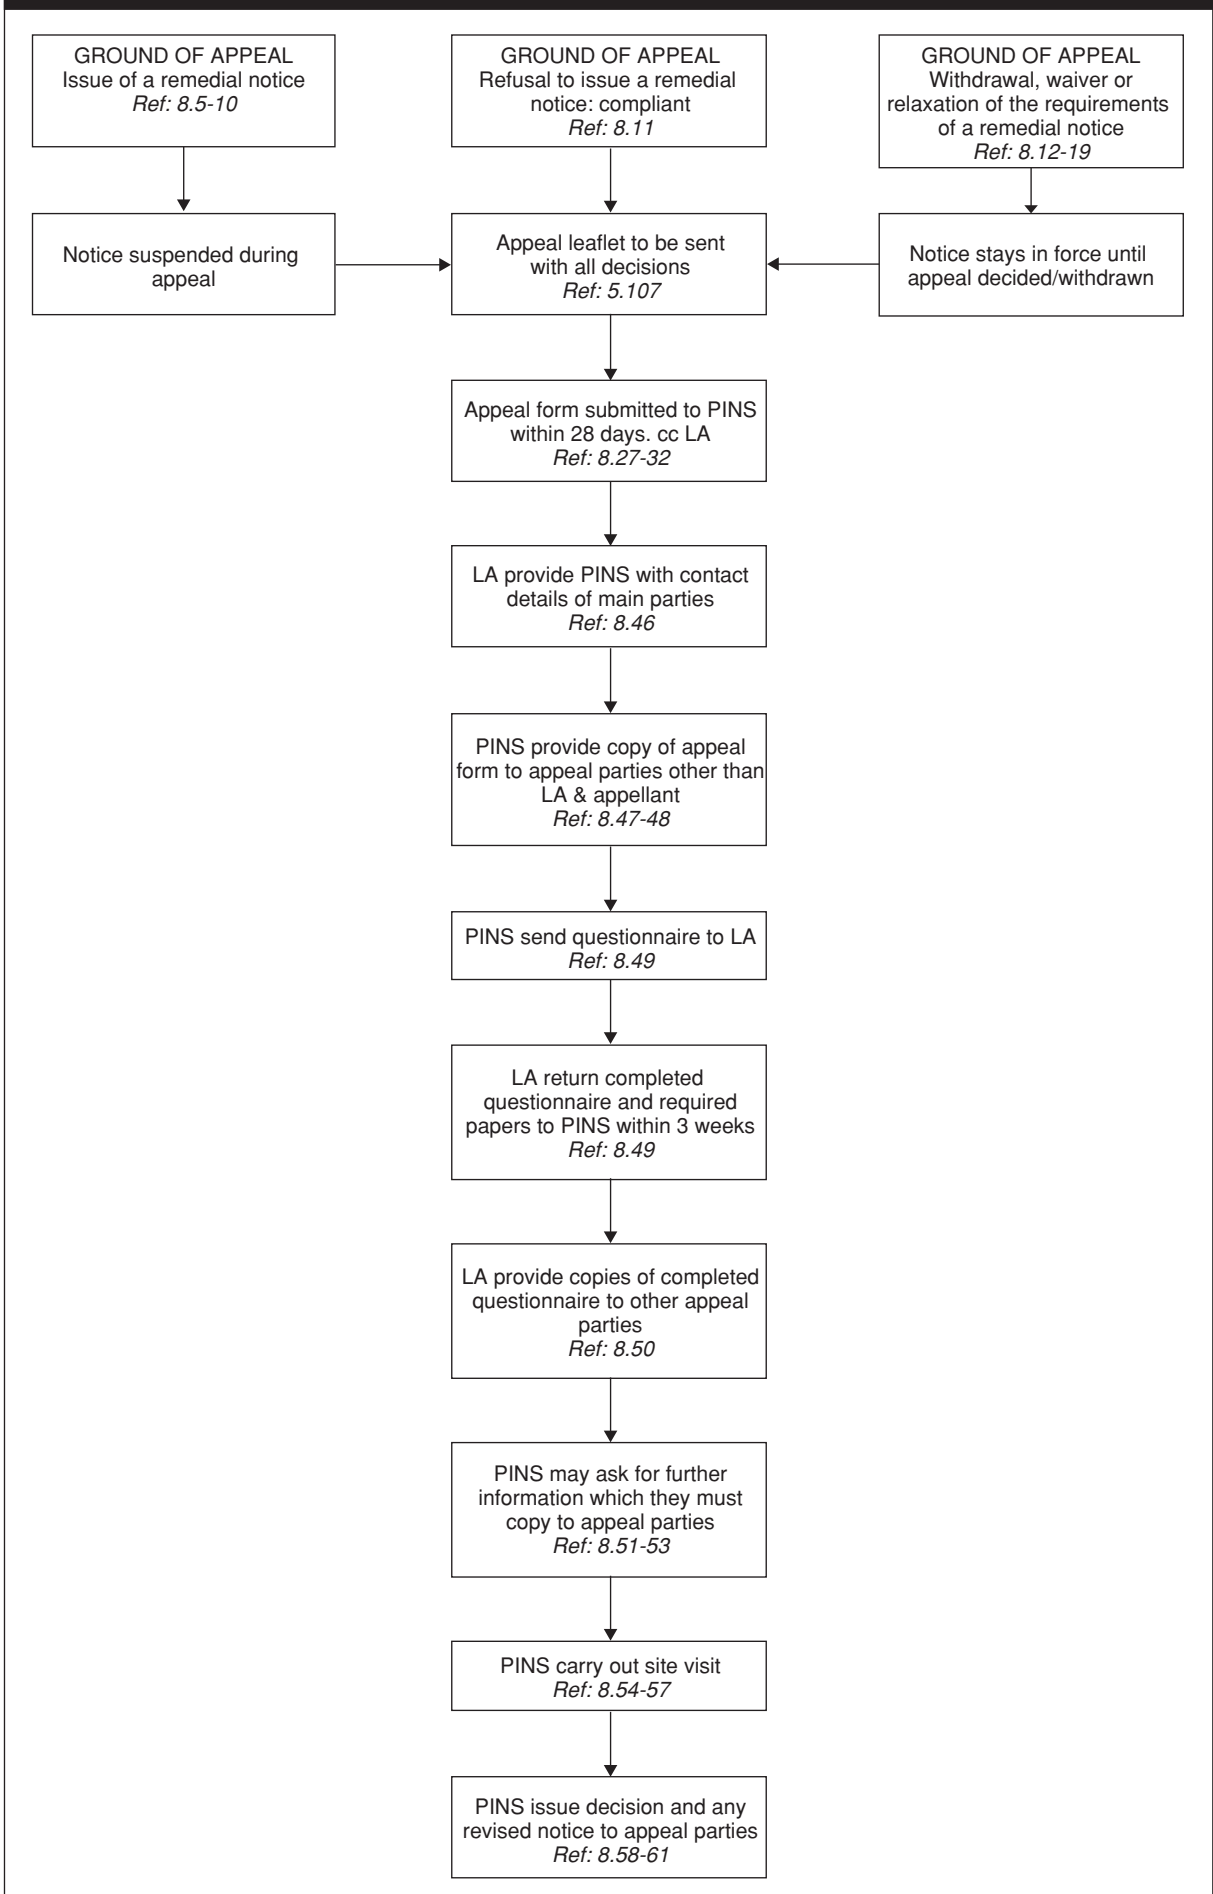 GROUND OF APPEAL
Issue of a remedial notice
Ref: 8.5-10
GROUND OF APPEAL
Refusal to issue a remedial
notice: compliant
Ref: 8.11
GROUND OF APPEAL
Withdrawal, waiver or
relaxation of the requirements
of a remedial notice
Ref: 8.12-19
Notice suspended during
appeal
Appeal leaflet to be sent
with all decisions
Ref: 5.107
Notice stays in force until
appeal decided/withdrawn
Appeal form submitted to PINS
within 28 days. cc LA
Ref: 8.27-32
LA provide PINS with contact
details of main parties
Ref: 8.46
PINS provide copy of appeal
form to appeal parties other than
LA & appellant
Ref: 8.47-48
PINS send questionnaire to LA
Ref: 8.49
LA return completed
questionnaire and required
papers to PINS within 3 weeks
Ref: 8.49
LA provide copies of completed
questionnaire to other appeal
parties
Ref: 8.50
PINS may ask for further
information which they must
copy to appeal parties
Ref: 8.51-53
PINS carry out site visit
Ref: 8.54-57
PINS issue decision and any
revised notice to appeal parties
Ref: 8.58-61